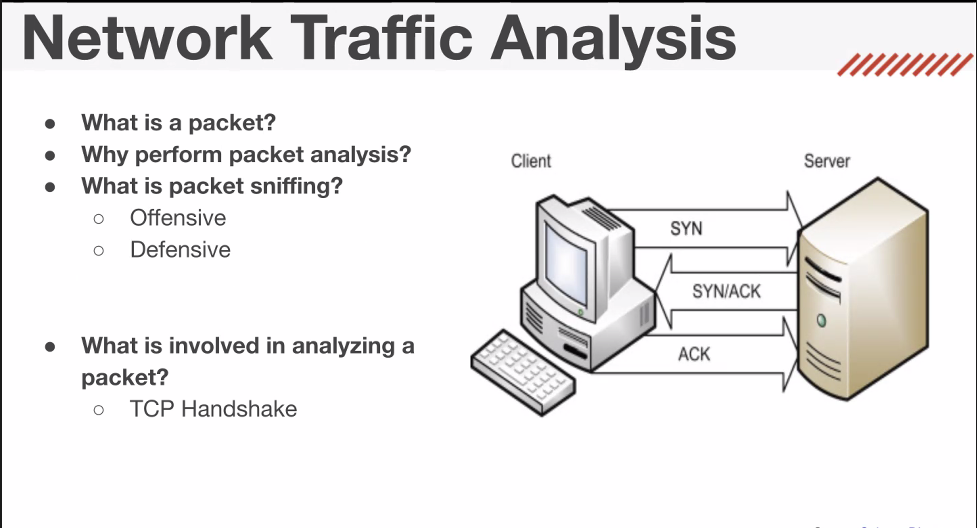 Network Traffic Analysis
● What is a packet?
● Why perform packet analysis?
● What is packet sniffing?
○ Offensive
○ Defensive
● What is involved in analyzing a
packet?
○ TCP Handshake
Client
Server
SYN
SYN/ACK
ACK